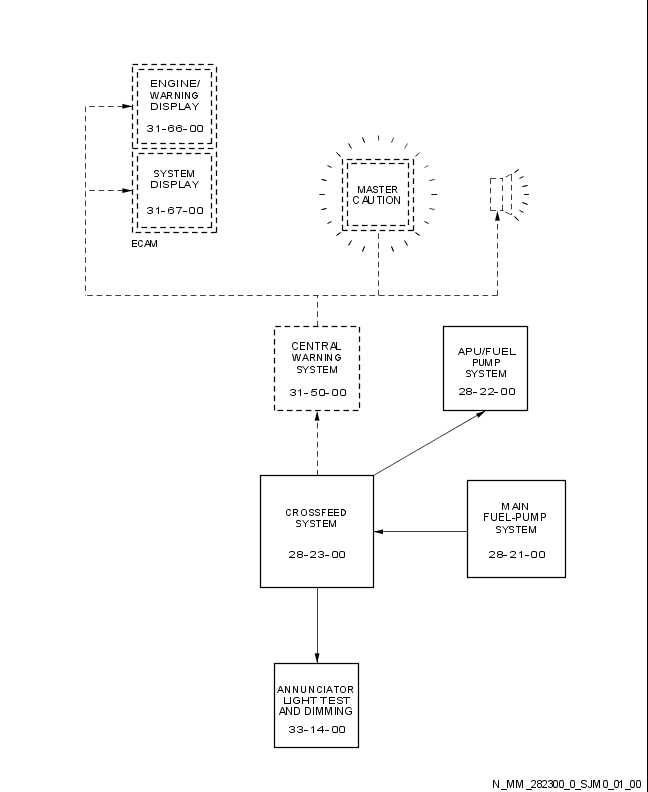 ENGINE/
WARNING
DISPLAY
31-66-00
SYSTEM
DISPLAY
31-67-00
ECAM
MASTER
CAUTION
CENTRAL
WARNING
SYSTEM
31-50-00
APU/FUEL
PUMP
SYSTEM
28-22-00
CROSSFEED
SYSTEM
28-23-00
MAIN
FUEL-PUMP
SYSTEM
28-21-00
ANNUNCIATOR
LIGHT TEST
AND DIMMING
33-14-00
N_MM_282300_0_SJM0_01_00